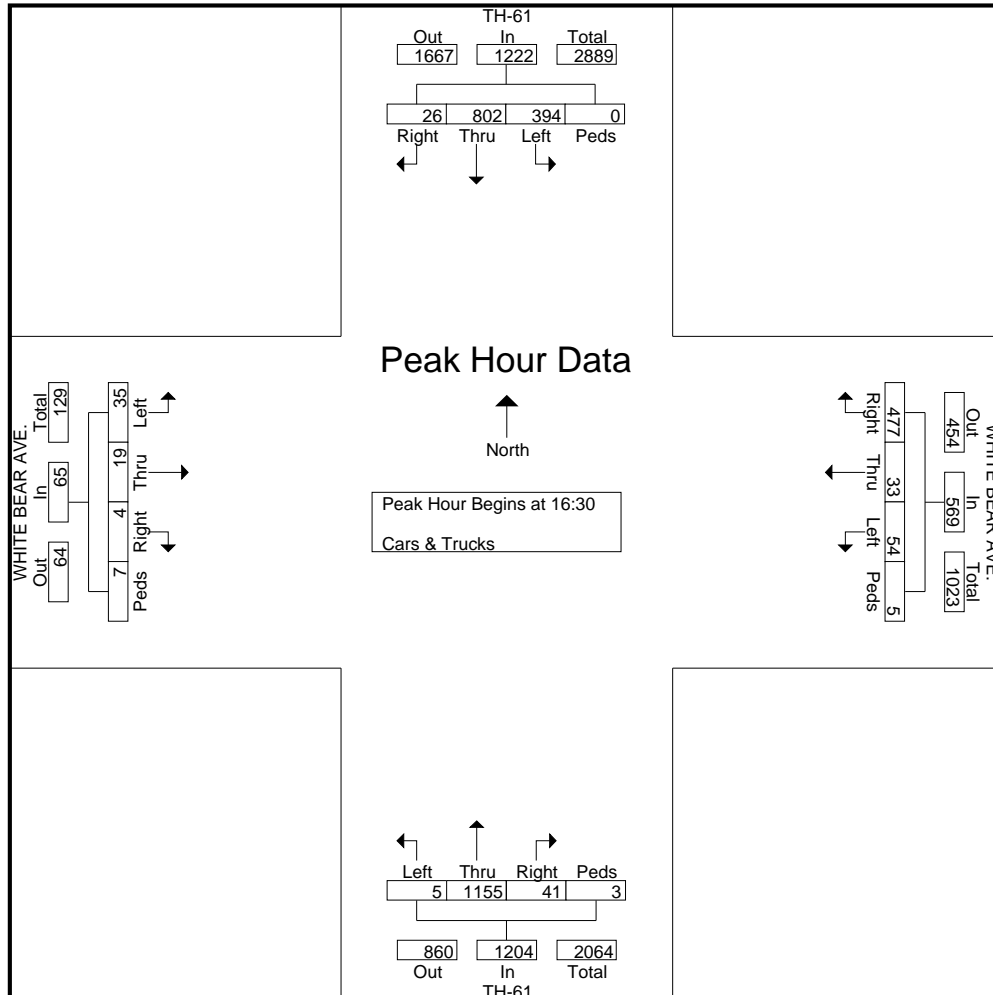 TH-61
Out In Total
1667 1222 2889
26 802 394 0
Right Thru Left Peds
Peak Hour Data
North
Peak Hour Begins at 16:30
Cars & Trucks
WHITE BEAR AVE.
Out In Total
64 65 129
35 19 4 7
Left Thru Right Peds
WHITE BEAR AVE.
Out In Total
454 569 1023
477 33 54 5
Right Thru Left Peds
Left Thru Right Peds
5 1155 41 3
860 1204 2064
Out In Total
TH-61